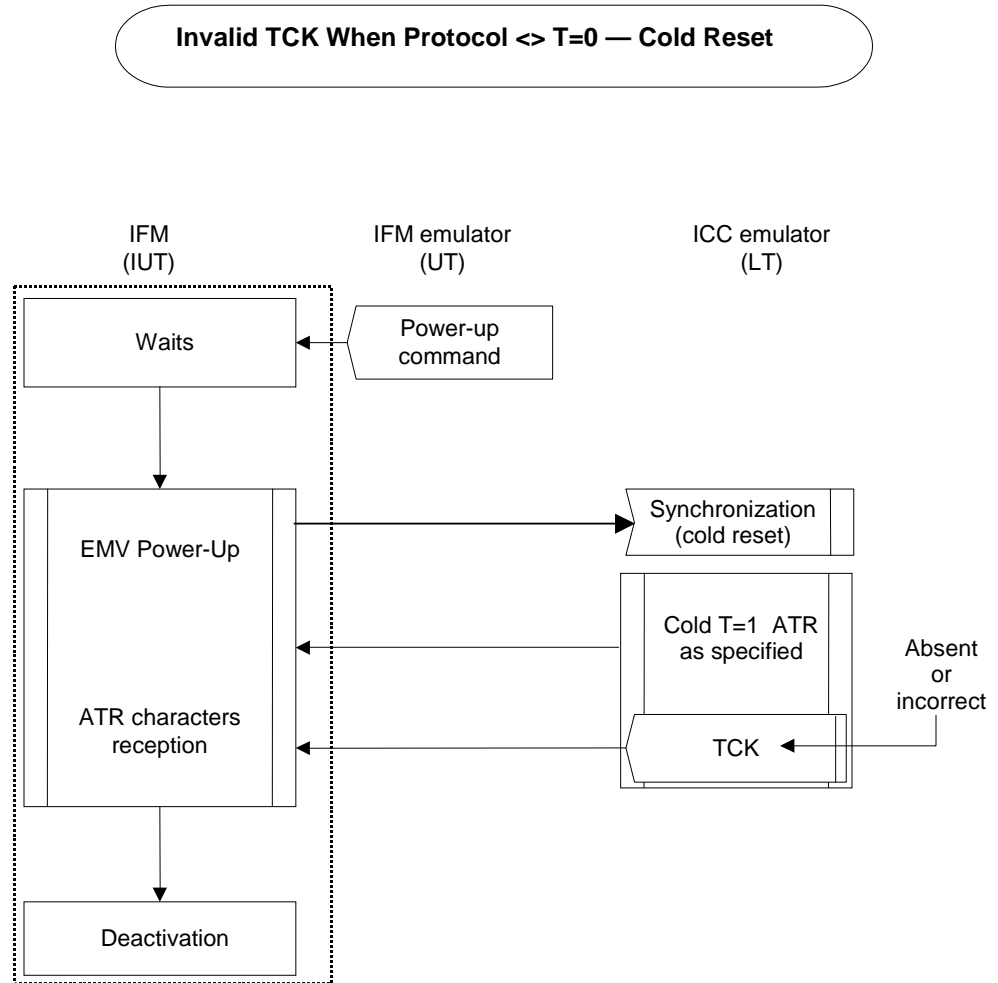 Invalid TCK When Protocol <> T=0 — Cold Reset
IFM
(IUT)
IFM emulator
(UT)
ICC emulator
(LT)
Waits
Power-up
command
EMV Power-Up
Synchronization
(cold reset)
Cold T=1 ATR
as specified
Absent
or
incorrect
ATR characters
reception
TCK
Deactivation